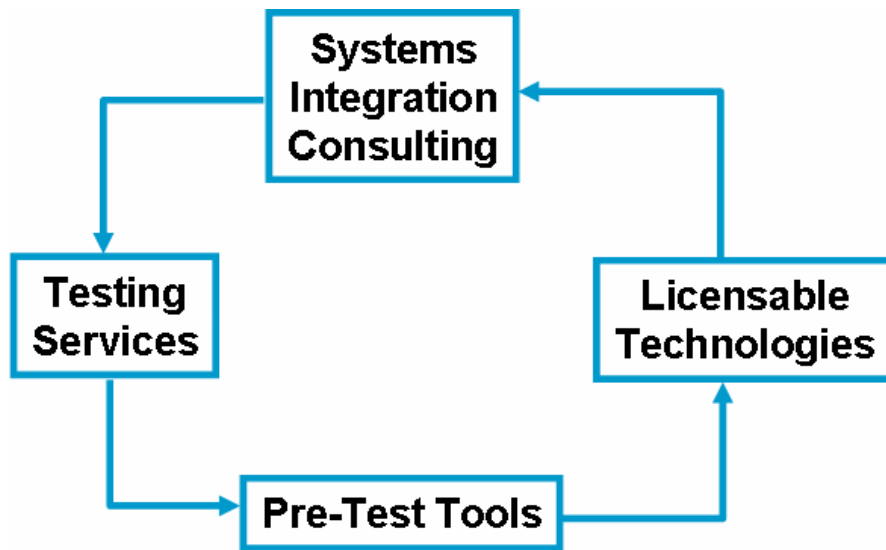 Systems
Integration
Consulting
Testing
Services
Licensable
Technologies
Pre-Test Tools